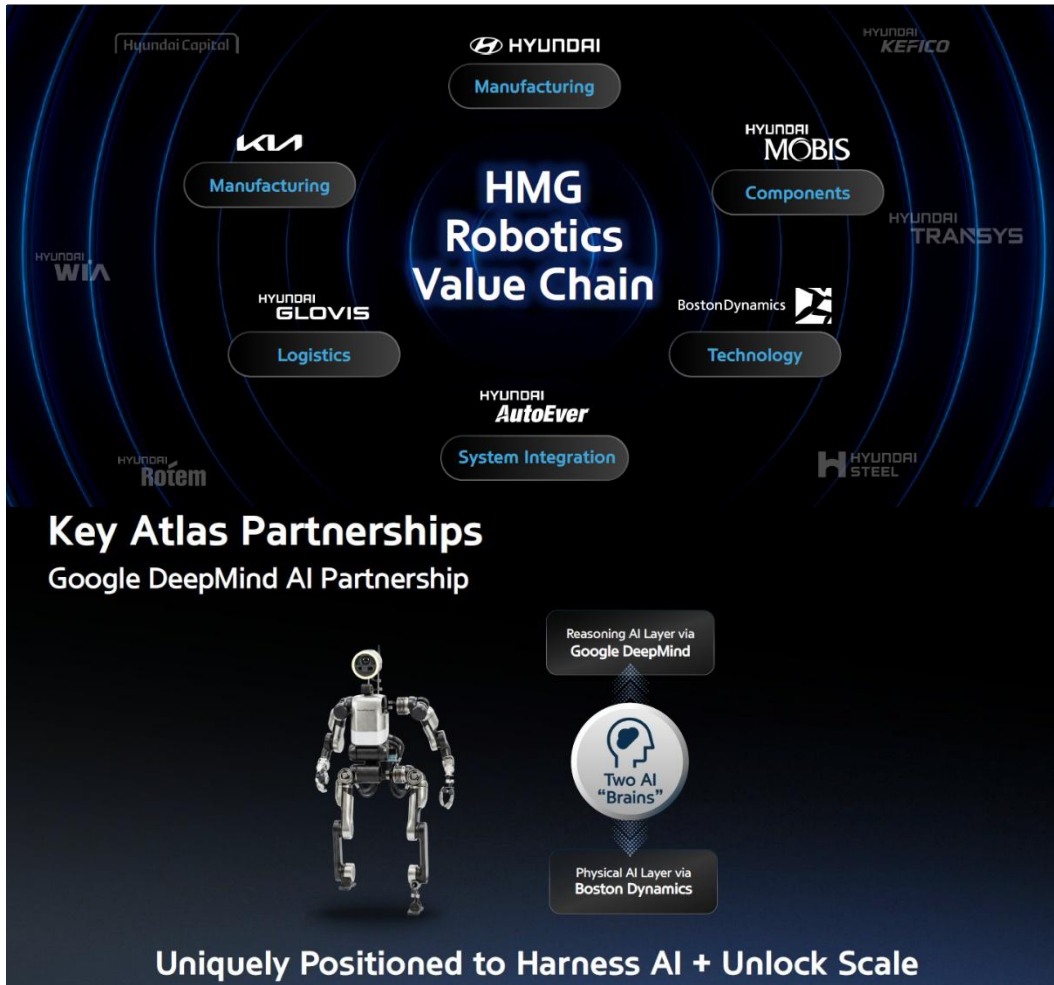 Hyundai Capital
HYUNDAI
Manufacturing
HYUNDAI
KEFICO
KIA
Manufacturing
HYUNDAI
MOBIS
Components
HMG
Robotics
Value Chain
HYUNDAI
WIA
HYUNDAI
TRANSYS
HYUNDAI
GLOVIS
Logistics
BostonDynamics
Technology
HYUNDAI
AutoEver
System Integration
HYUNDAI
Rotem
HYUNDAI
STEEL
Key Atlas Partnerships
Google DeepMind AI Partnership
Reasoning AI Layer via
Google DeepMind
Two AI
“Brains”
Physical AI Layer via
Boston Dynamics
Uniquely Positioned to Harness AI + Unlock Scale